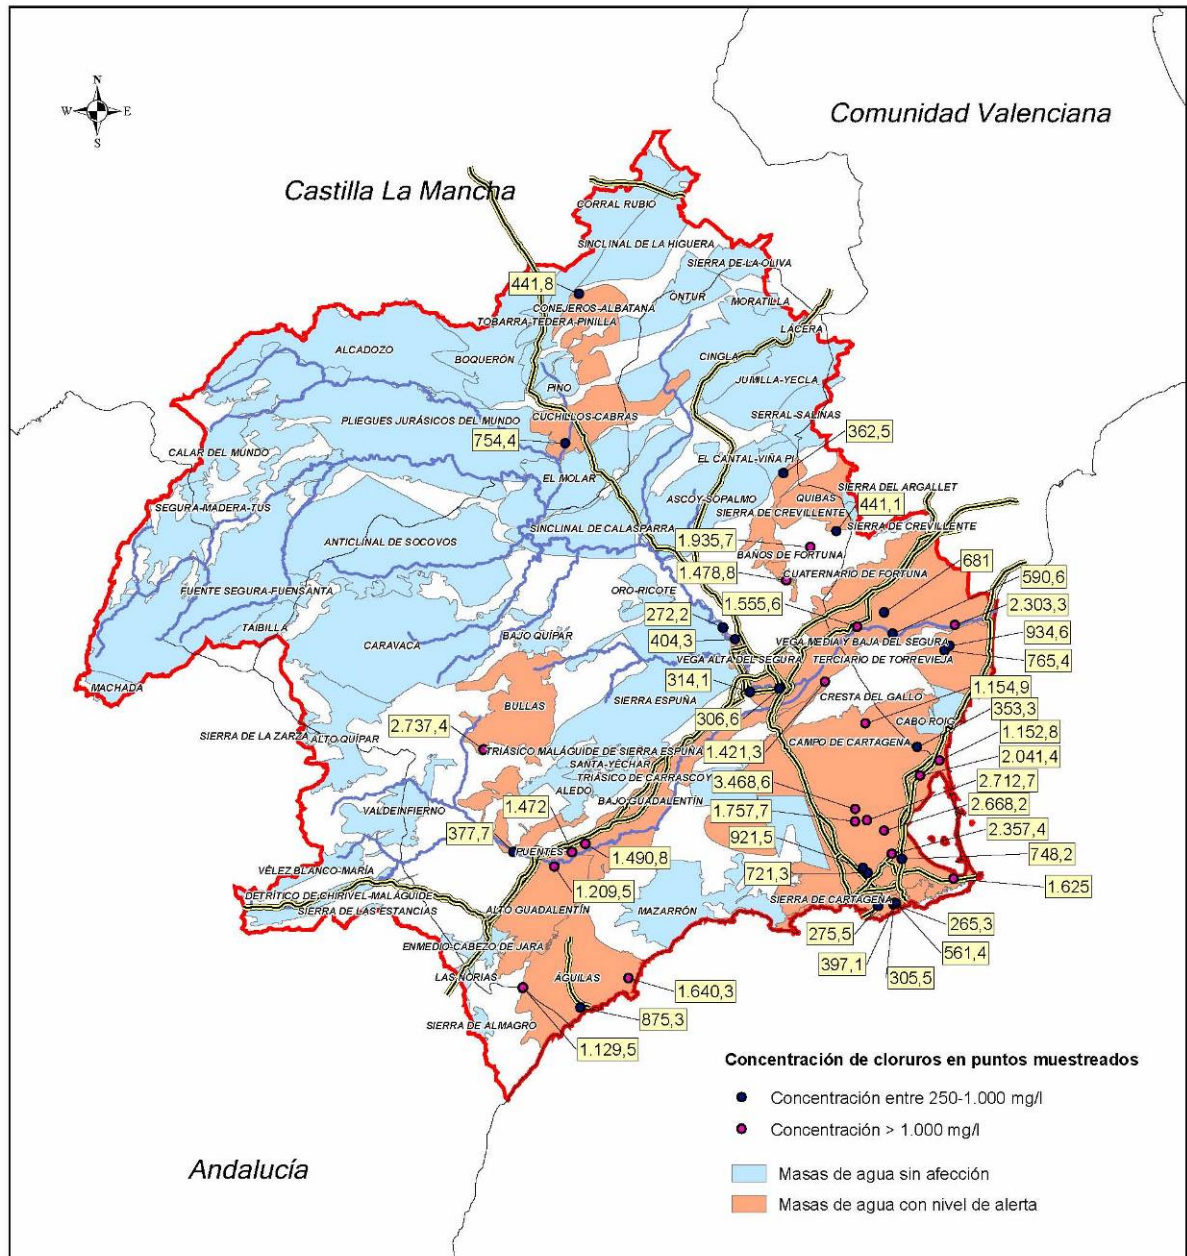 N
W
E
S
Comunidad Valenciana
Castilla La Mancha
CORRAL RUBIO
SINCLINAL DE LA HIGUERA
SIERRA DE LA OLIVA
441,8
ONTUR
MORATILLA
CONEJEROS-ALBATANA
TOBARRA-TEDERA-PINILLA
LACERA
ALCADOZO
BOQUERÓN
CINGLA
PINO
JUMILLA-YECLA
CUCHILLOS-CABRAS
SERRAL-SALINAS
PLIEGUES JURÁSICOS DEL MUNDO
754,4
362,5
CALAR DEL MUNDO
EL CANTAL-VIÑA PI
EL MOLAR
SIERRA DEL ARGALLET
SEGURA-MADERA-TUS
ASCOY-SOPALMO
QUIBAS
441,1
SIERRA DE CREVILLENTE
SINCLINAL DE CALASPARRA
SIERRA DE CREVILLENTE
1.935,7
ANTICLINAL DE SOCOVOS
BAÑOS DE FORTUNA
681
1.478,8
CUATERNARIO DE FORTUNA
590,6
FUENTE SEGURA-FUENSANTA
ORO-RICOTE
1.555,6
2.303,3
272,2
TAIBILLA
BAJO QUÍPAR
934,6
CARAVACA
404,3
VEGA MEDIA Y BAJA DEL SEGURA
VEGA ALTA DEL SEGURA
TERCIARIO DE TORREVIEJA
765,4
314,1
MACHADA
1.154,9
CRESTA DEL GALLO
SIERRA ESPUÑA
BULLAS
353,3
306,6
CABO ROIG
2.737,4
1.152,8
SIERRA DE LA ZARZA
ALTO QUÍPAR
CAMPO DE CARTAGENA
TRIÁSICO MALÁGUIDE DE SIERRA ESPUÑA
1.421,3
2.041,4
SANTA-YÉCHAR
TRIÁSICO DE CARRASCOY
3.468,6
2.712,7
ALEDO
BAJO GUADALENTÍN
1.472
2.668,2
VALDEINFIERNO
1.757,7
2.357,4
377,7
921,5
PUENTES
1.490,8
748,2
VÉLEZ BLANCO-MARÍA
721,3
1.625
DETRÍTICO DE CHIRIVEL-MALÁGUIDE
1.209,5
SIERRA DE CARTAGENA
SIERRA DE LAS ESTANCIAS
ALTO GUADALENTÍN
MAZARRÓN
265,3
275,5
ENMEDIO-CABEZO DE JARA
561,4
397,1
305,5
LAS NORIAS
ÁGUILAS
1.640,3
875,3
SIERRA DE ALMAGRO
1.129,5
Concentración de cloruros en puntos muestreados
Concentración entre 250-1.000 mg/l
Concentración > 1.000 mg/l
Andalucía
Masas de agua sin afección
Masas de agua con nivel de alerta